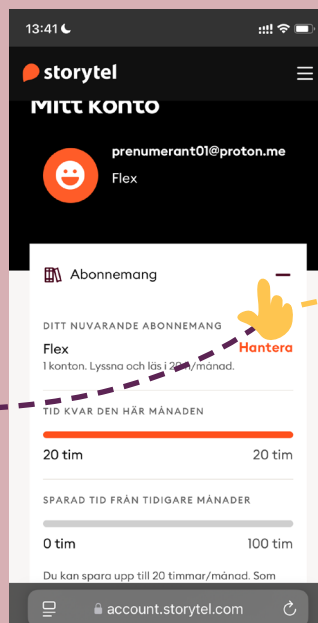 13:41
storytel
Mitt konto
prenumerant01@proton.me
Flex
Abonnemang
DITT NUVARANDE ABONNEMANG
Flex
Hantera
1 konton. Lyssna och läs i 20h/månad.
TID KVAR DEN HÄR MÅNADEN
20 tim 20 tim
SPARAD TID FRÅN TIDIGARE MÅNADER
0 tim 100 tim
Du kan spara upp till 20 timmar/månad. Som
account.storytel.com